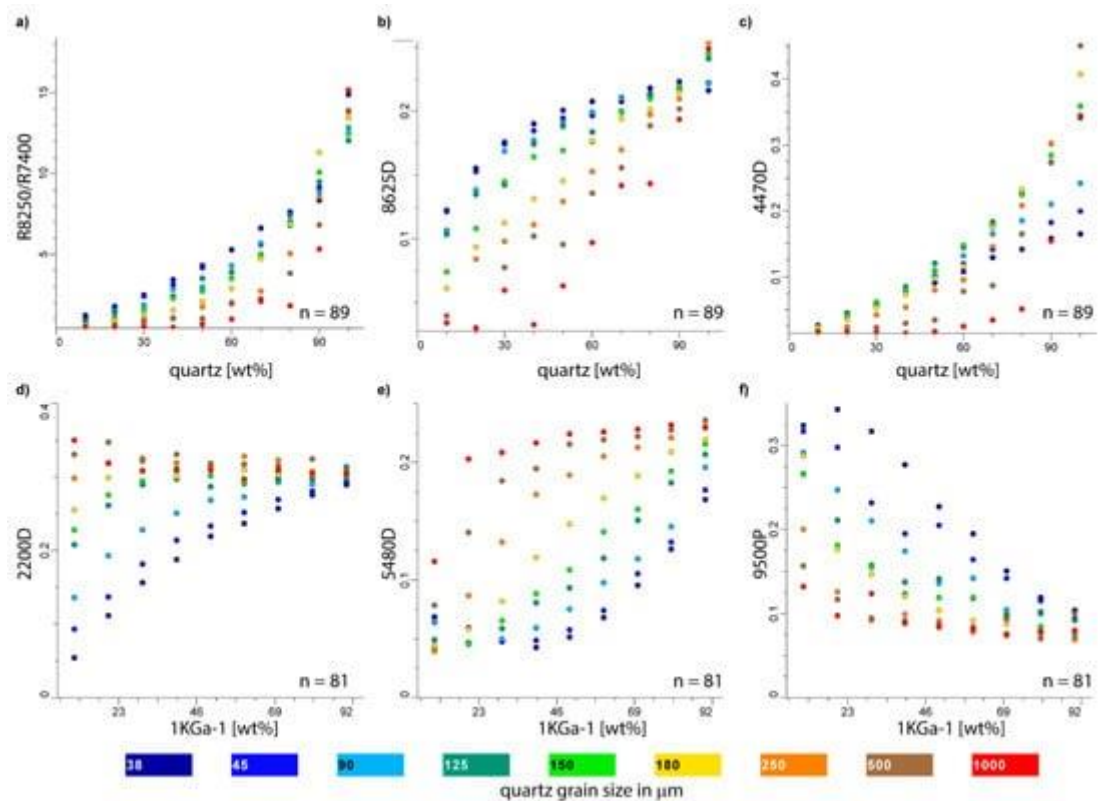 a)
b)
c)
15
10
5
R8250/R7400
0 30 60 90
quartz [wt%]
n = 89
0.2
0.1
8625D
0 30 60 90
quartz [wt%]
n = 89
0.4
0.3
0.2
0.1
4470D
0 30 60 90
quartz [wt%]
n = 89
d)
e)
f)
0.4
0.2
0
2200D
23 46 69 92
1KGa-1 [wt%]
n = 81
0.2
0.1
0
5480D
23 46 69 92
1KGa-1 [wt%]
n = 81
0.3
0.2
0.1
0
9500P
23 46 69 92
1KGa-1 [wt%]
n = 81
38 45 90 125 150 180 250 500 1000
quartz grain size in µm